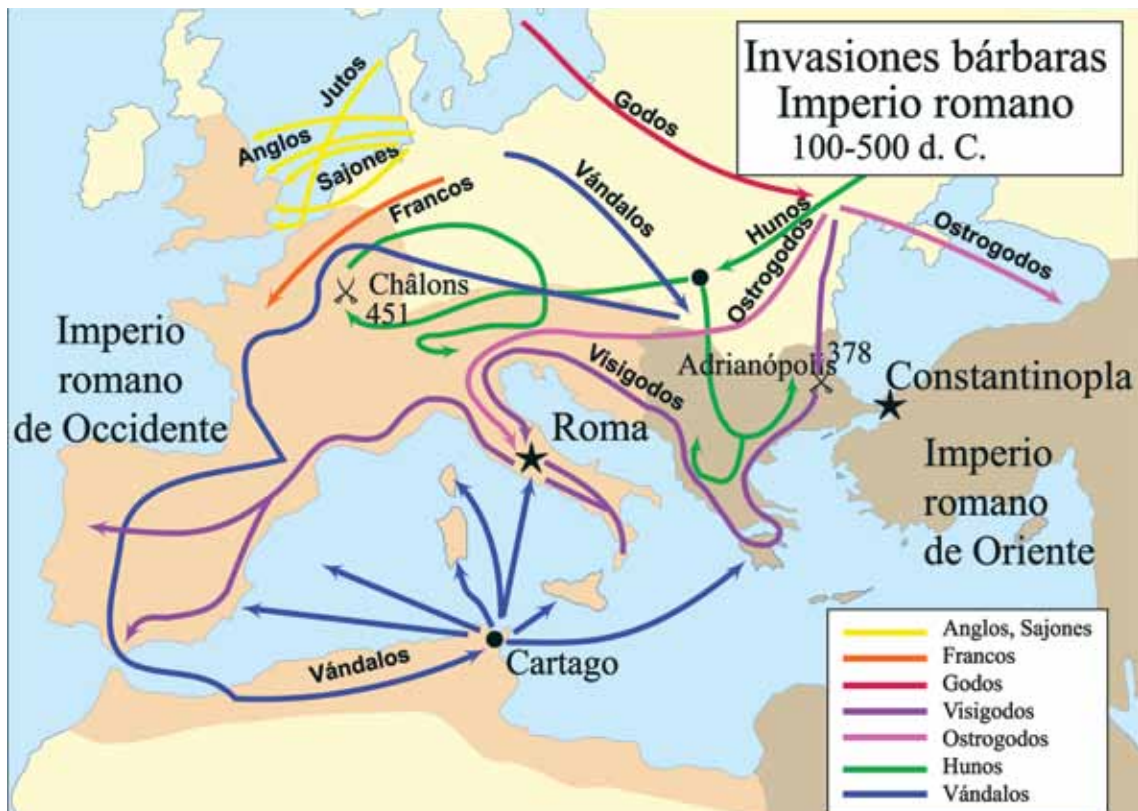 Invasiones bárbaras
Imperio romano
100-500 d. C.
Jutos
Anglos
Sajones
Francos
Godos
Vándalos
Hunos
Ostrogodos
Ostrogodos
Châlons
451
Imperio
romano
de Occidente
Visigodos
Adrianópolis
378
Constantinopla
Roma
Imperio
romano
de Oriente
Vándalos
Cartago
Anglos, Sajones
Francos
Godos
Visigodos
Ostrogodos
Hunos
Vándalos